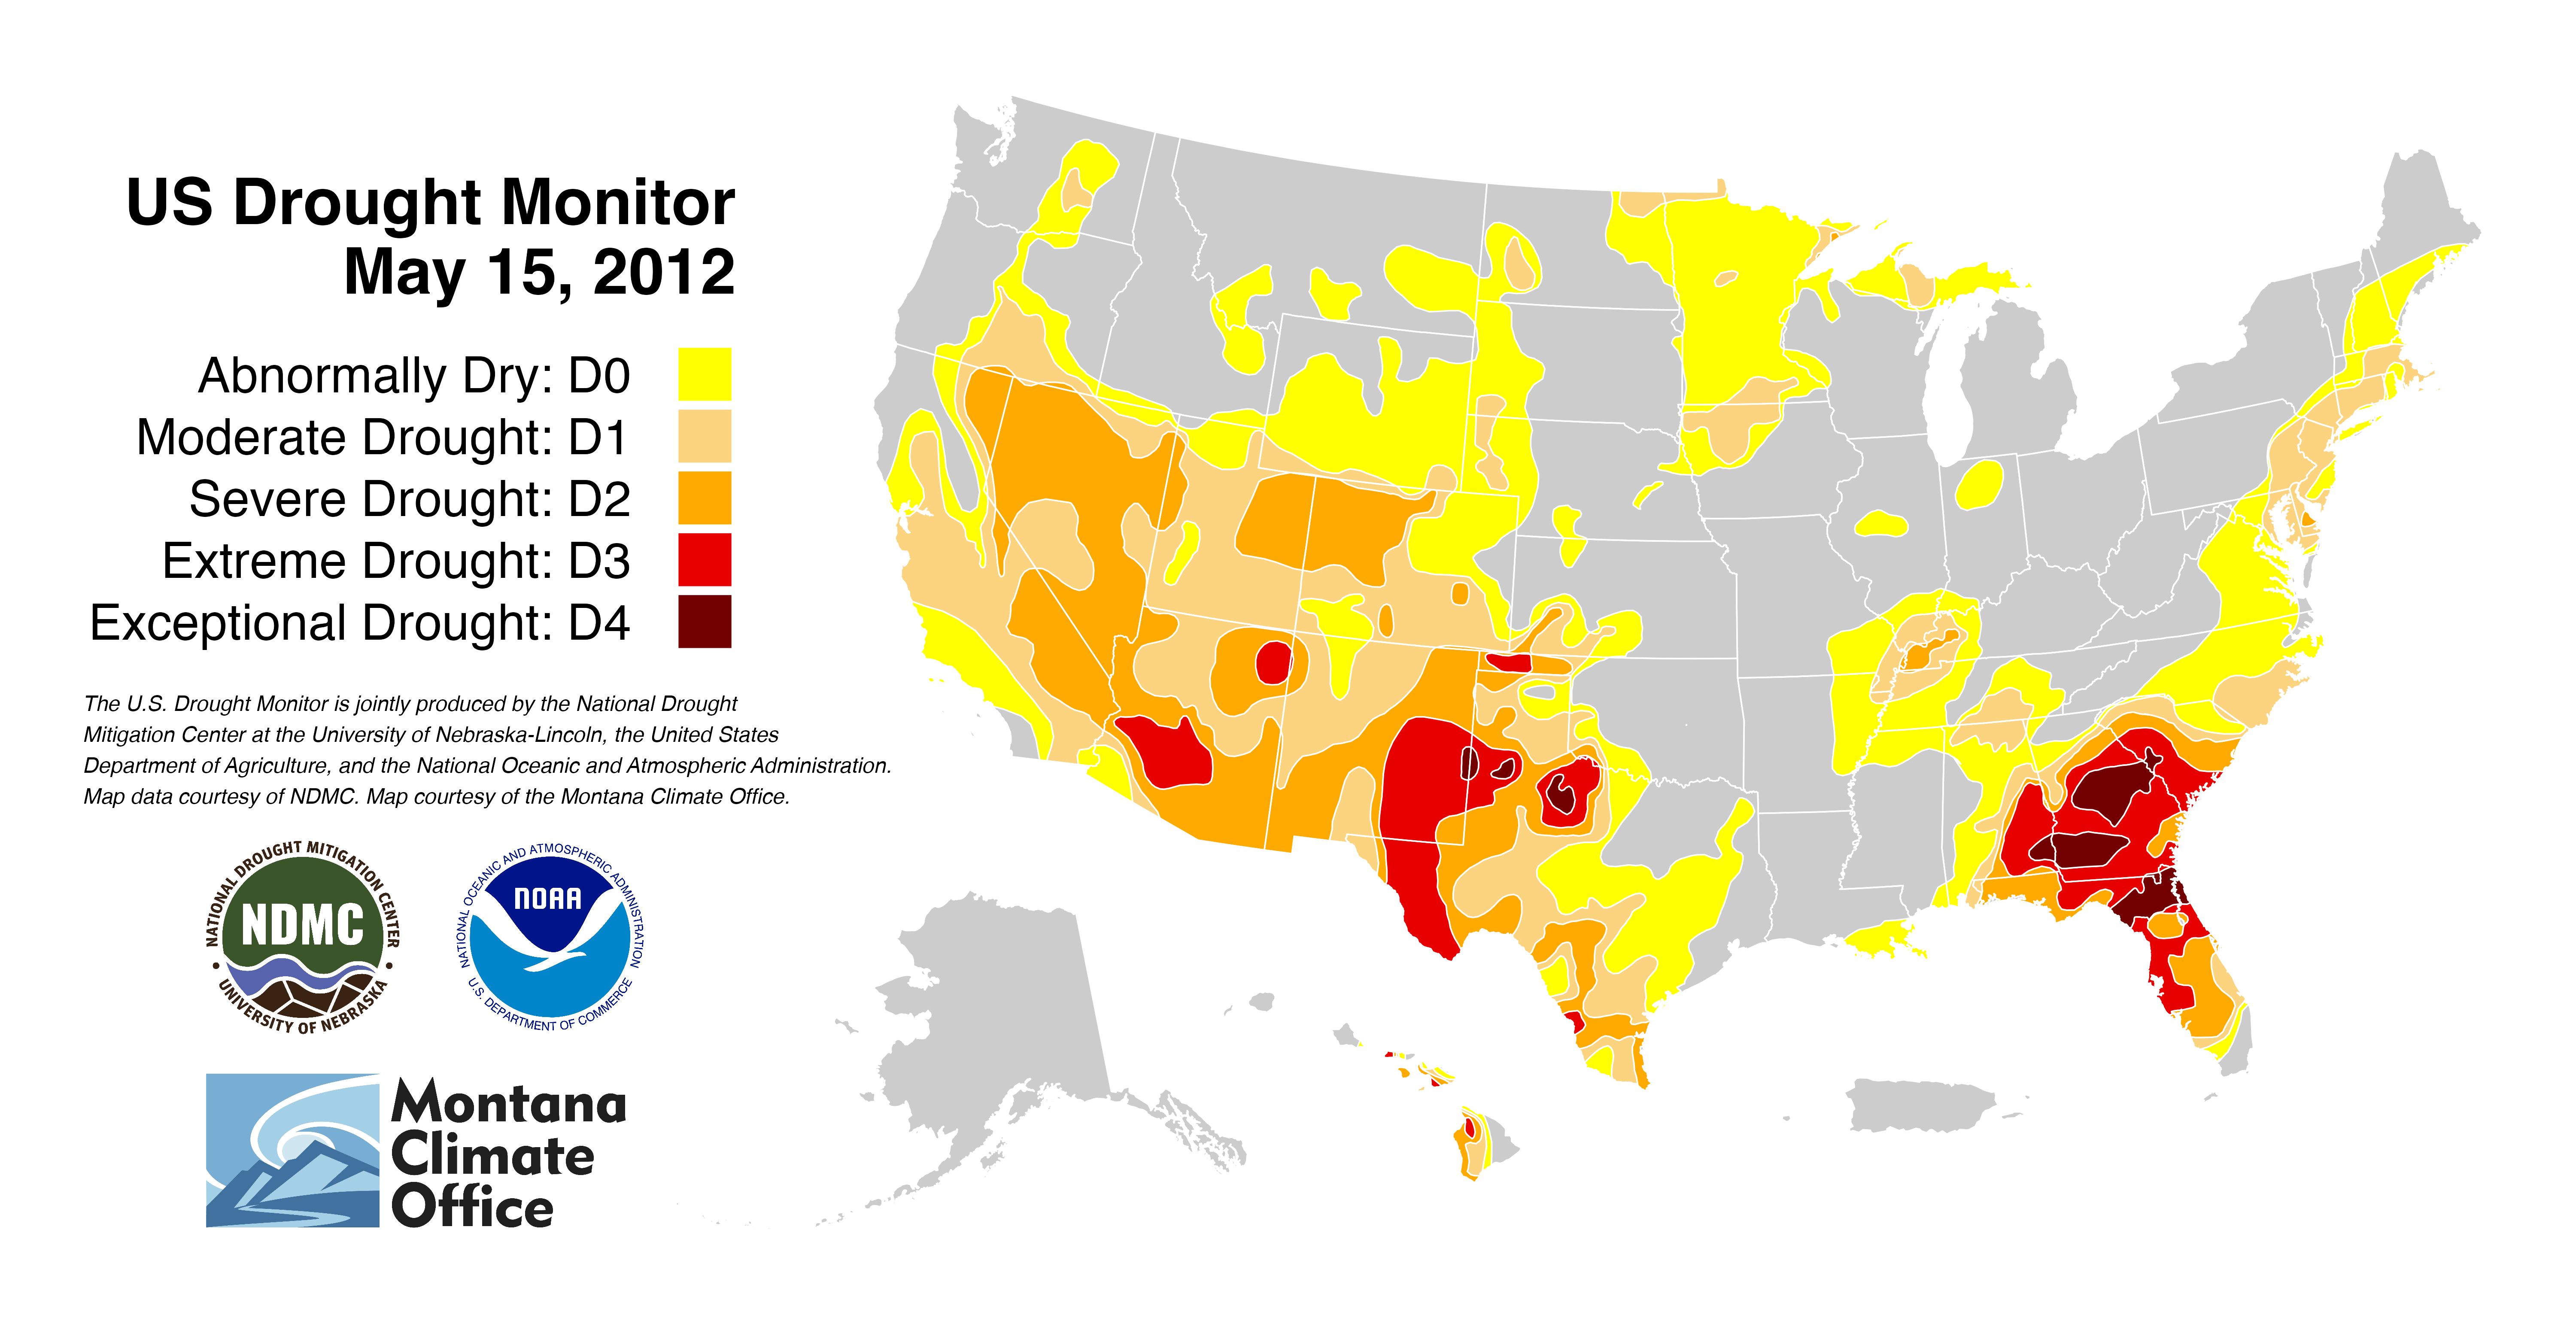 US Drought Monitor
May 15, 2012
Abnormally Dry: D0
Moderate Drought: D1
Severe Drought: D2
Extreme Drought: D3
Exceptional Drought: D4
The U.S. Drought Monitor is jointly produced by the National Drought
Mitigation Center at the University of Nebraska-Lincoln, the United States
Department of Agriculture, and the National Oceanic and Atmospheric Administration.
Map data courtesy of NDMC. Map courtesy of the Montana Climate Office.
NATIONAL DROUGHT MITIGATION CENTER
NDMC
UNIVERSITY OF NEBRASKA
NATIONAL OCEANIC AND ATMOSPHERIC ADMINISTRATION
NOAA
U.S. DEPARTMENT OF COMMERCE
Montana
Climate
Office